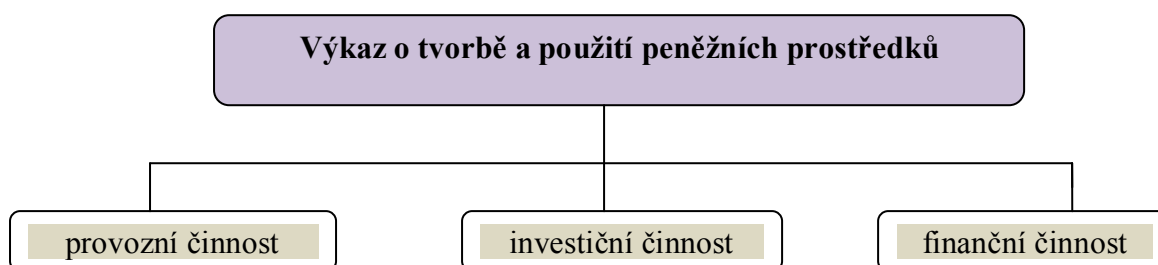 Výkaz o tvorbě a použití peněžních prostředků
provozní činnost
investiční činnost
finanční činnost